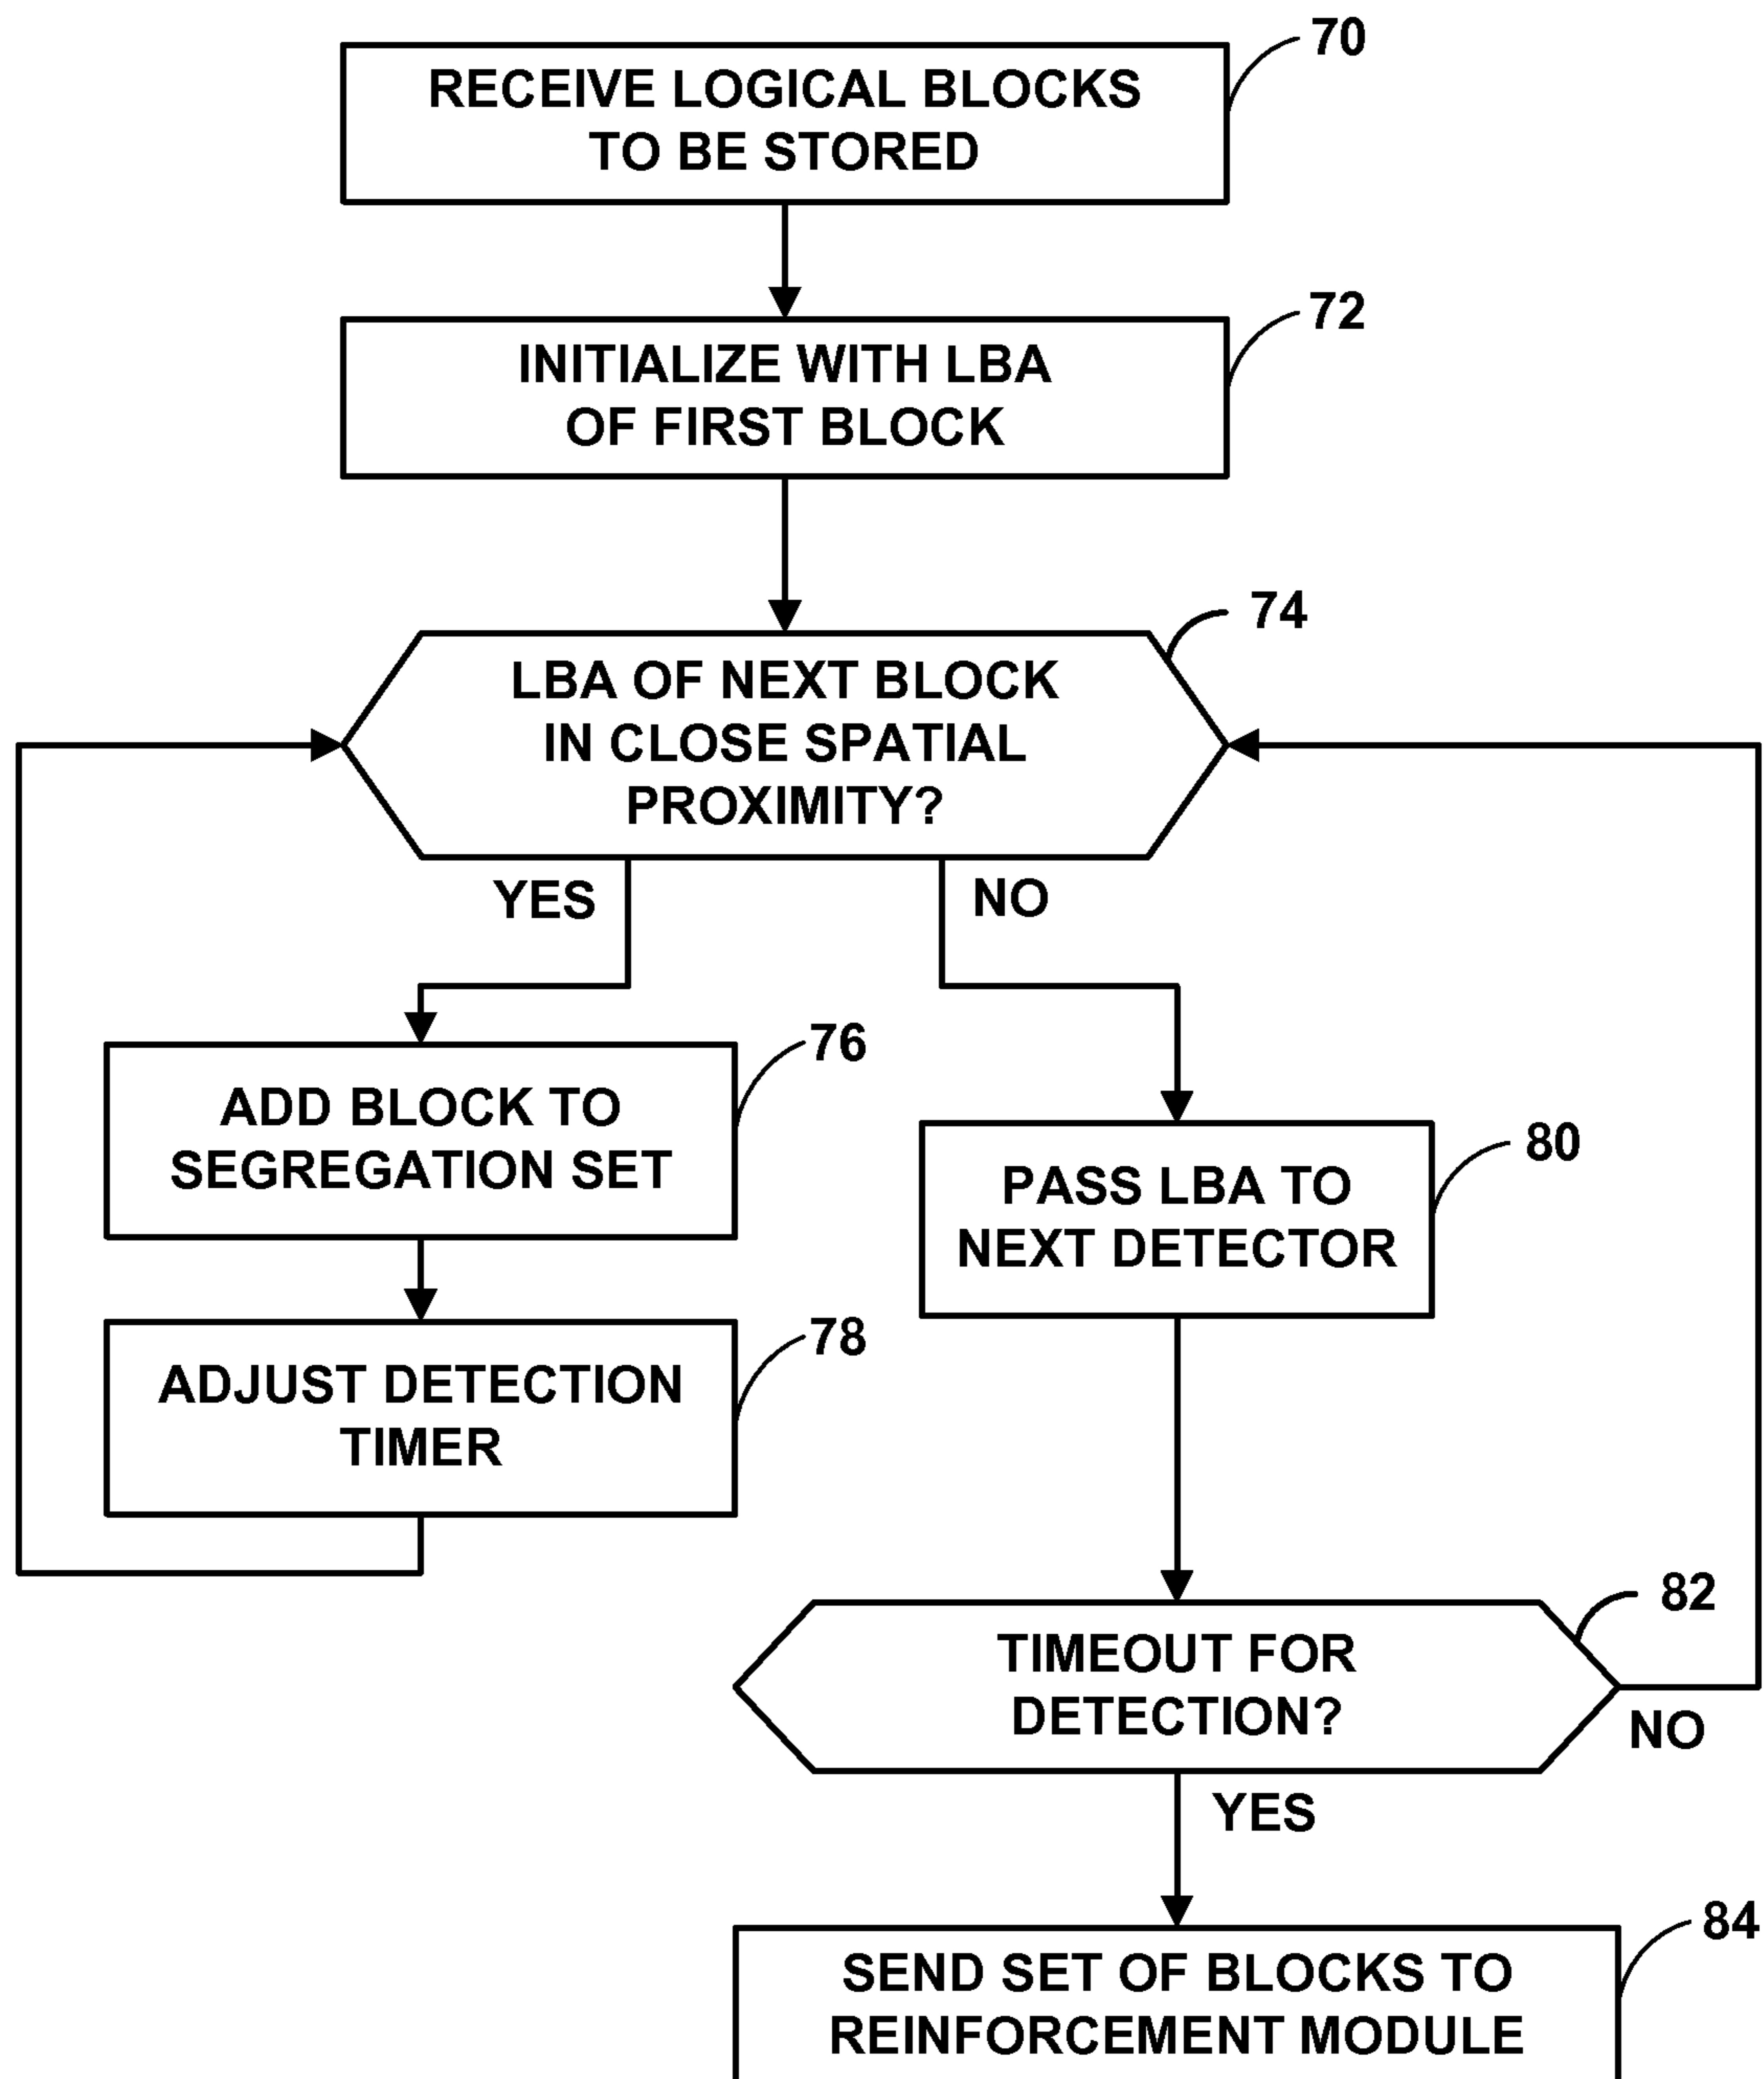 70
RECEIVE LOGICAL BLOCKS
TO BE STORED
72
INITIALIZE WITH LBA
OF FIRST BLOCK
74
LBA OF NEXT BLOCK
IN CLOSE SPATIAL
PROXIMITY?
YES
NO
76
ADD BLOCK TO
SEGREGATION SET
80
PASS LBA TO
NEXT DETECTOR
78
ADJUST DETECTION
TIMER
82
TIMEOUT FOR
DETECTION?
NO
YES
84
SEND SET OF BLOCKS TO
REINFORCEMENT MODULE